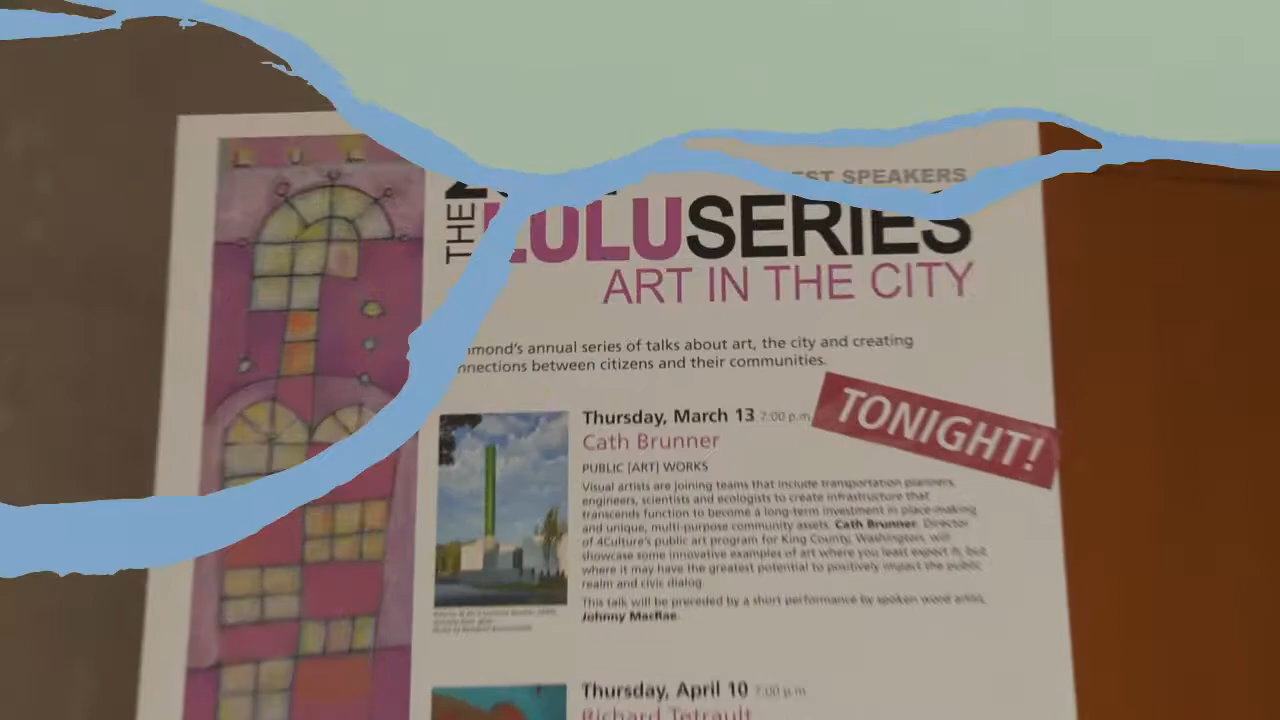 LUL
SPEAKERS
THE
LULUSERIES
ART IN THE CITY
annual series of talks about art, the city and creating
between citizens and their communities.
TONIGHT!
Thursday, March 13 7:00 p.m.
Cath Brunner
PUBLIC [ART] WORKS
Visual artists are joining teams that include transportation planners,
engineers, scientists and ecologists to create infrastructure that
transcends function to become a long-term investment in place-making
and unique, multi-purpose community assets. Cath Brunner, Director
of 4Culture's public art program for King County, Washington, will
showcase some innovative examples of art where you least expect it, but
where it may have the greatest potential to positively impact the public
realm and civic dialog.
This talk will be preceded by a short performance by spoken word artist,
Johnny MacRae.
Thursday, April 10 7:00 p.m.
Richard Tetrault